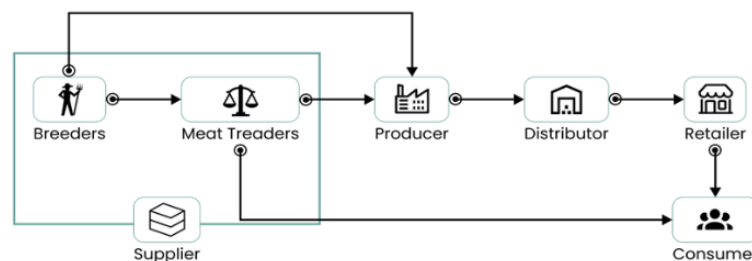 Breeders
Meat Treaders
Producer
Distributor
Retailer
Supplier
Consume